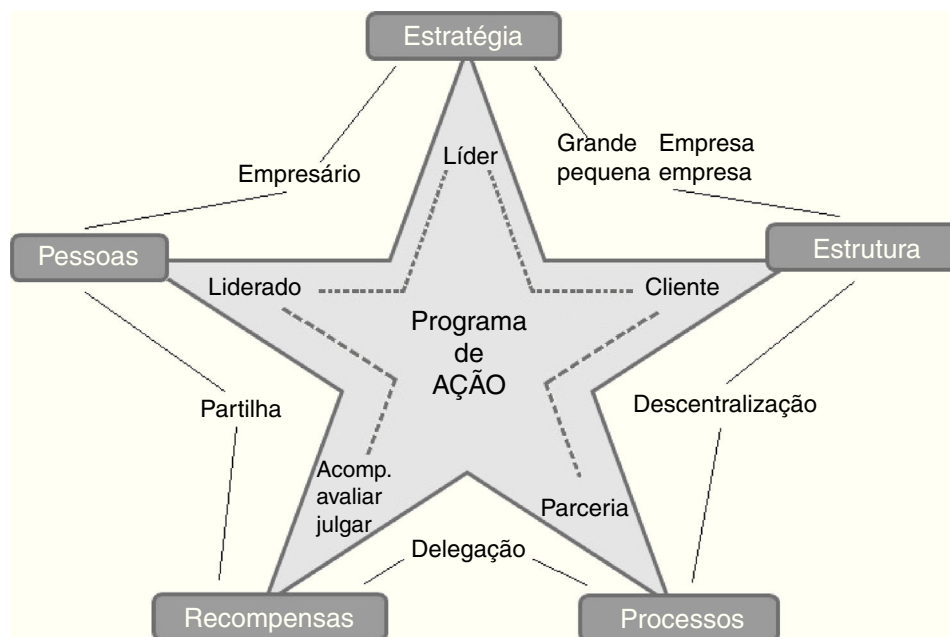 Estratégia
Líder
Grande Empresa
pequena empresa
Empresário
Pessoas
Estrutura
Liderado
Cliente
Programa
de
AÇÃO
Partilha
Descentralização
Acomp.
avaliar
julgar
Parceria
Delegação
Recompensas
Processos